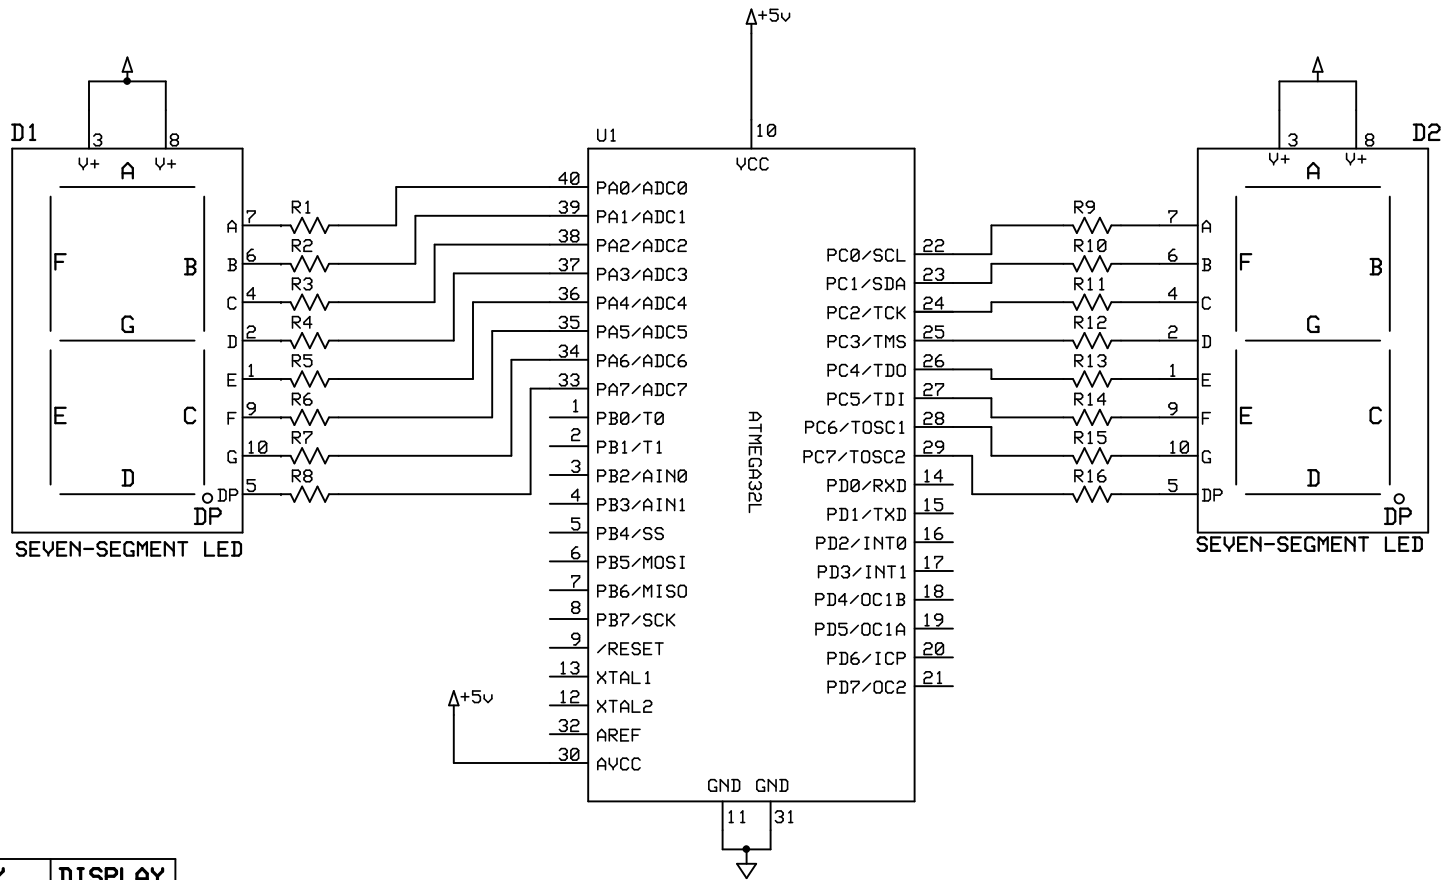 +5v
D1
3 8
V+ V+
A
F
B
G
E
C
D
DP
A 7 R1
B 6 R2
C 4 R3
D 2 R4
E 1 R5
F 9 R6
G 10 R7
DP 5 R8
SEVEN-SEGMENT LED
U1
10
VCC
40 PA0/ADC0
39 PA1/ADC1
38 PA2/ADC2
37 PA3/ADC3
36 PA4/ADC4
35 PA5/ADC5
34 PA6/ADC6
33 PA7/ADC7
1 PB0/T0
2 PB1/T1
3 PB2/AIN0
4 PB3/AIN1
5 PB4/SS
6 PB5/MOSI
7 PB6/MISO
8 PB7/SCK
9 /RESET
13 XTAL1
12 XTAL2
32 AREF
30 AVCC
+5v
ATMEGA32L
PC0/SCL 22
PC1/SDA 23
PC2/TCK 24
PC3/TMS 25
PC4/TDO 26
PC5/TDI 27
PC6/TOSC1 28
PC7/TOSC2 29
PD0/RXD 14
PD1/TXD 15
PD2/INT0 16
PD3/INT1 17
PD4/OC1B 18
PD5/OC1A 19
PD6/ICP 20
PD7/OC2 21
GND GND
11 31
D2
3 8
V+ V+
R9 7 A
R10 6 B
R11 4 C
R12 2 D
R13 1 E
R14 9 F
R15 10 G
R16 5 DP
A
F
B
G
E
C
D
DP
SEVEN-SEGMENT LED
DISPLAY